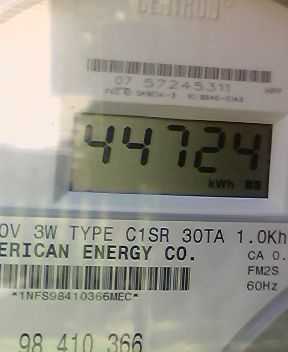 CENTRON®
07 57245311
44724
kWh
0V 3W TYPE C1SR 30TA 1.0Kh
ERICAN ENERGY CO.
CA 0.
FM2S
60Hz
*1NFS98410366MEC*
98 410 366